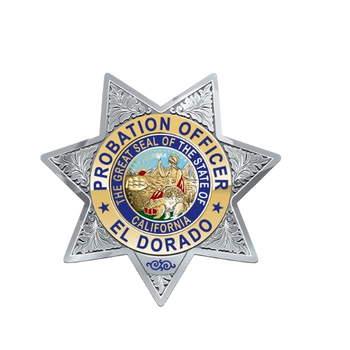 PROBATION OFFICER
THE GREAT SEAL OF THE STATE OF
CALIFORNIA
EL DORADO